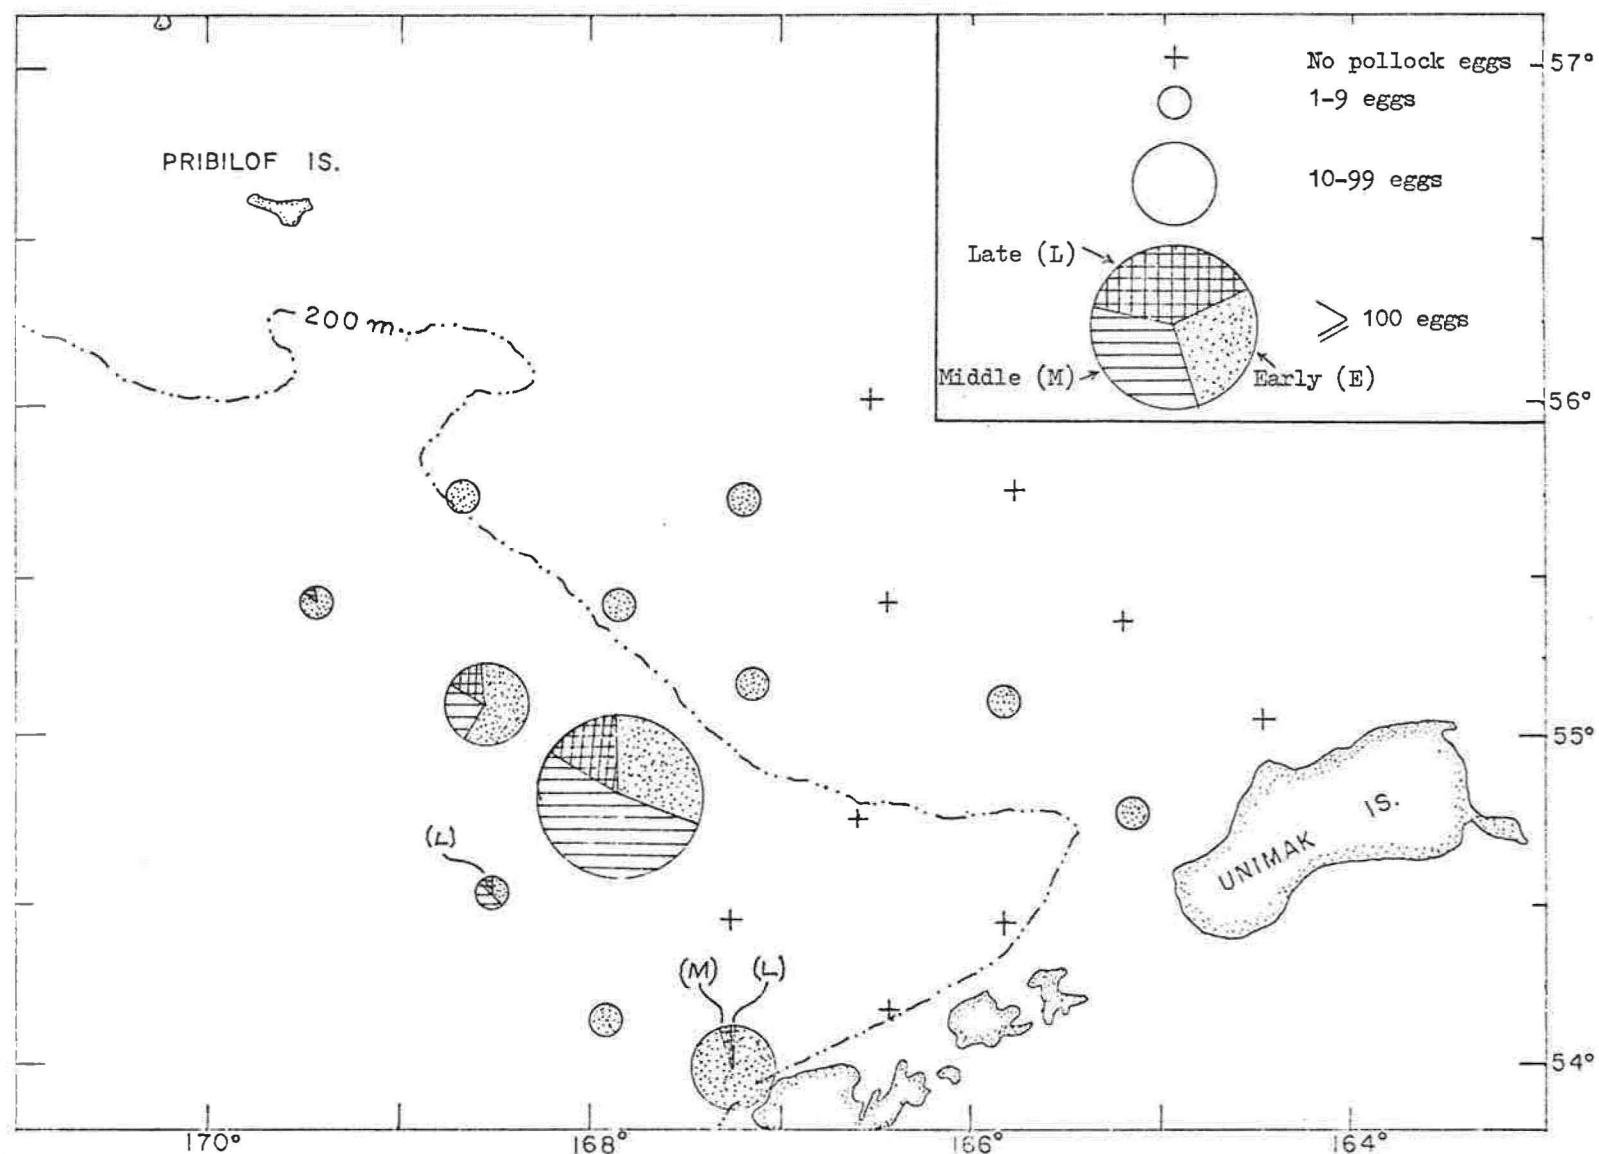 No pollock eggs
57°
1-9 eggs
PRIBILOF IS.
10-99 eggs
Late (L)
200 m
≥ 100 eggs
Middle (M)
Early (E)
56°
55°
IS.
UNIMAK
(L)
(M) (L)
54°
170° 168° 166° 164°